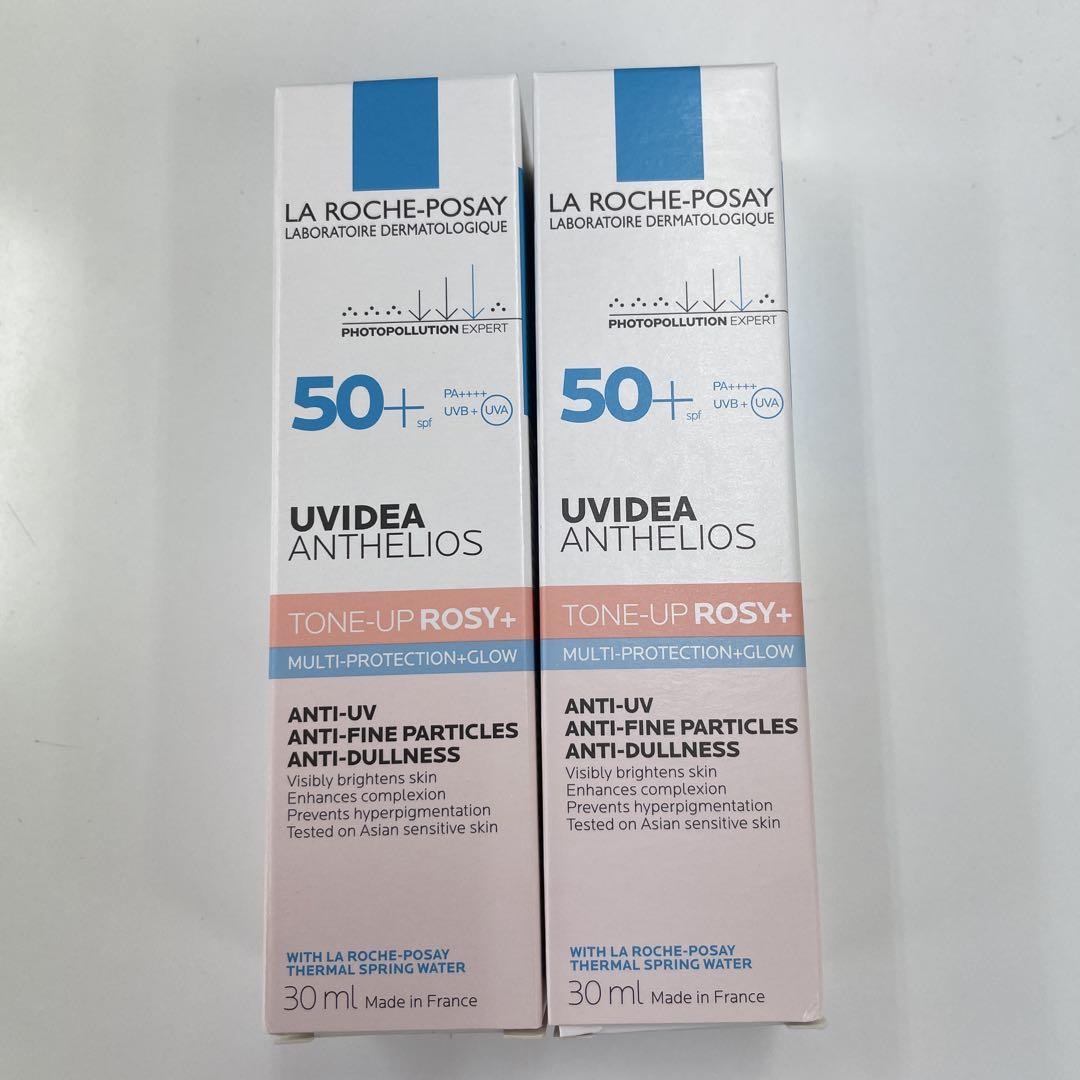 LA ROCHE-POSAY
LABORATOIRE DERMATOLOGIQUE
PHOTOPOLLUTION EXPERT
50+ spf
PA++++
UVB + UVA
UVIDEA
ANTHELIOS
TONE-UP ROSY+
MULTI-PROTECTION+GLOW
ANTI-UV
ANTI-FINE PARTICLES
ANTI-DULLNESS
Visibly brightens skin
Enhances complexion
Prevents hyperpigmentation
Tested on Asian sensitive skin
WITH LA ROCHE-POSAY
THERMAL SPRING WATER
30 ml Made in France
LA ROCHE-POSAY
LABORATOIRE DERMATOLOGIQUE
PHOTOPOLLUTION EXPERT
50+ spf
PA++++
UVB + UVA
UVIDEA
ANTHELIOS
TONE-UP ROSY+
MULTI-PROTECTION+GLOW
ANTI-UV
ANTI-FINE PARTICLES
ANTI-DULLNESS
Visibly brightens skin
Enhances complexion
Prevents hyperpigmentation
Tested on Asian sensitive skin
WITH LA ROCHE-POSAY
THERMAL SPRING WATER
30 ml Made in France